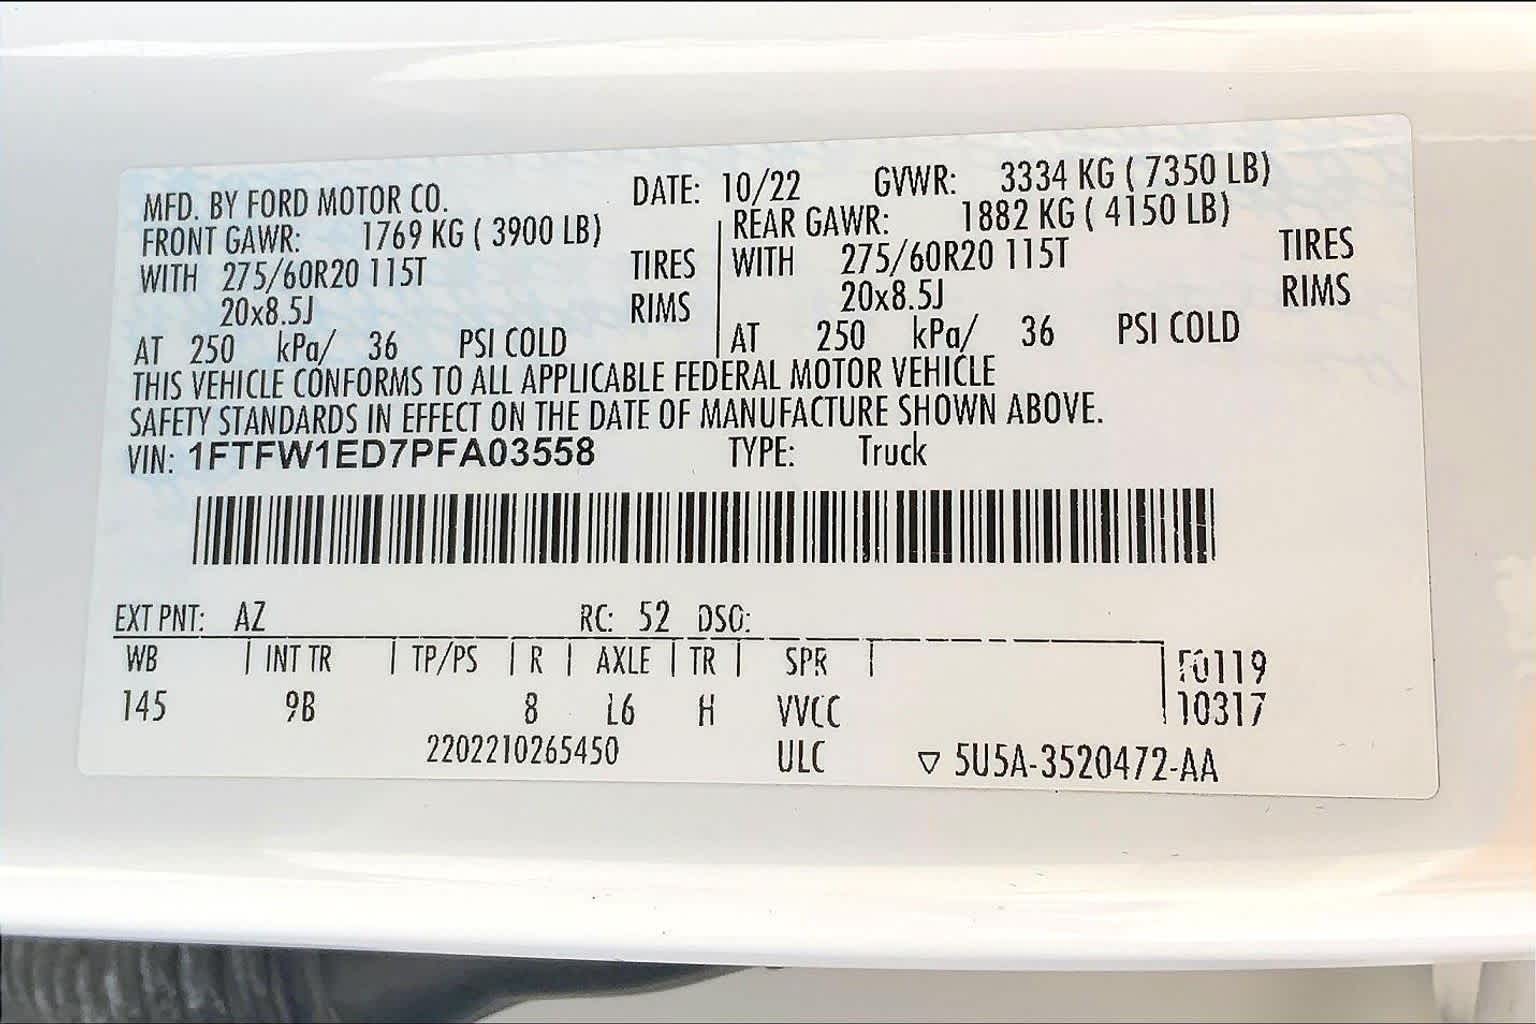 MFD. BY FORD MOTOR CO. DATE: 10/22 GVWR: 3334 KG ( 7350 LB)
FRONT GAWR: 1769 KG ( 3900 LB) REAR GAWR: 1882 KG ( 4150 LB)
WITH 275/60R20 115T TIRES WITH 275/60R20 115T TIRES
20x8.5J RIMS 20x8.5J RIMS
AT 250 kPa/ 36 PSI COLD AT 250 kPa/ 36 PSI COLD
THIS VEHICLE CONFORMS TO ALL APPLICABLE FEDERAL MOTOR VEHICLE
SAFETY STANDARDS IN EFFECT ON THE DATE OF MANUFACTURE SHOWN ABOVE.
VIN: 1FTFW1ED7PFA03558 TYPE: Truck
EXT PNT: AZ RC: 52 DSO:
WB INT TR TP/PS R AXLE TR SPR F0119
145 9B 8 L6 H VVCC 10317
2202210265450 ULC ▽ 5U5A-3520472-AA